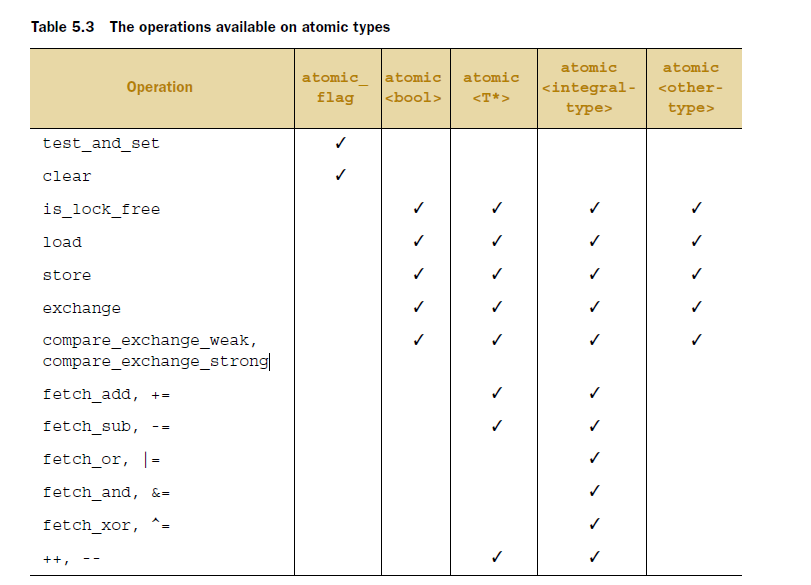 Table 5.3 The operations available on atomic types
Operation
atomic_
flag
atomic
<bool>
atomic
<T*>
atomic
<integral-
type>
atomic
<other-
type>
test_and_set ✓
clear ✓
is_lock_free ✓ ✓ ✓ ✓
load ✓ ✓ ✓ ✓
store ✓ ✓ ✓ ✓
exchange ✓ ✓ ✓ ✓
compare_exchange_weak, ✓ ✓ ✓ ✓
compare_exchange_strong
fetch_add, += ✓ ✓
fetch_sub, -= ✓ ✓
fetch_or, |= ✓
fetch_and, &= ✓
fetch_xor, ^= ✓
++, -- ✓ ✓